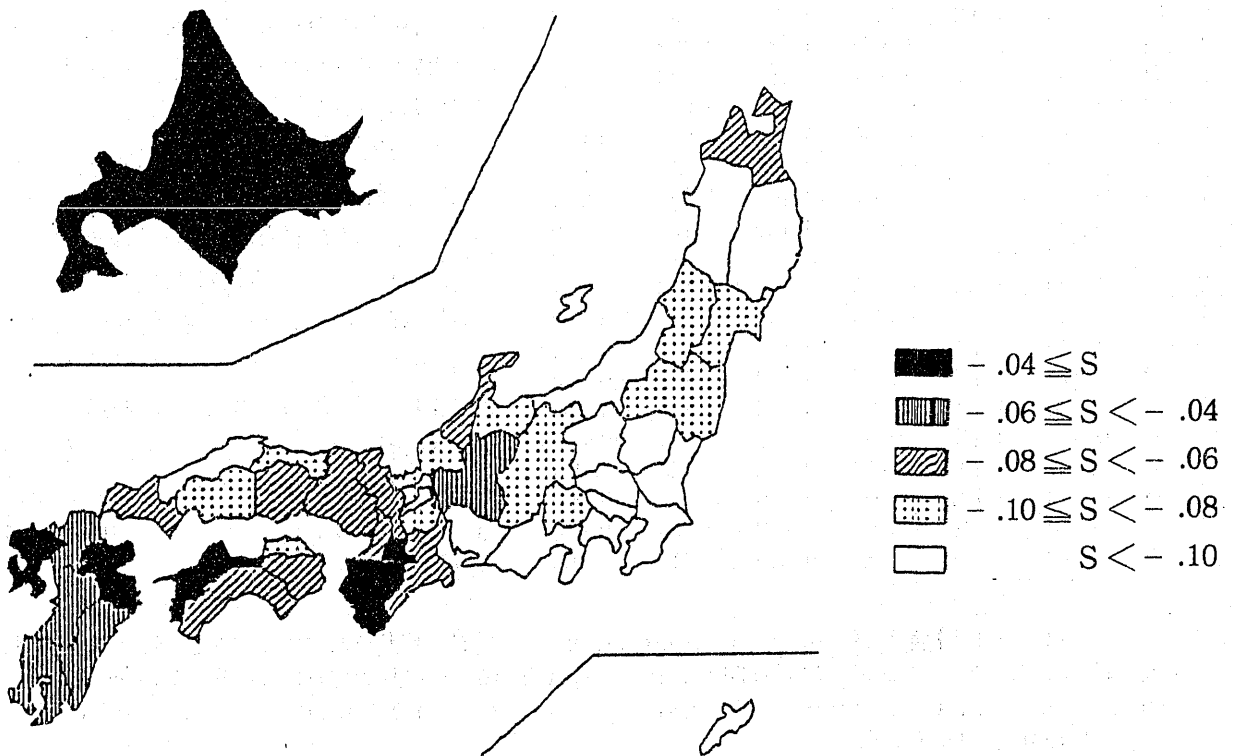 - .04 ≦ S
- .06 ≦ S < - .04
- .08 ≦ S < - .06
- .10 ≦ S < - .08
S < - .10